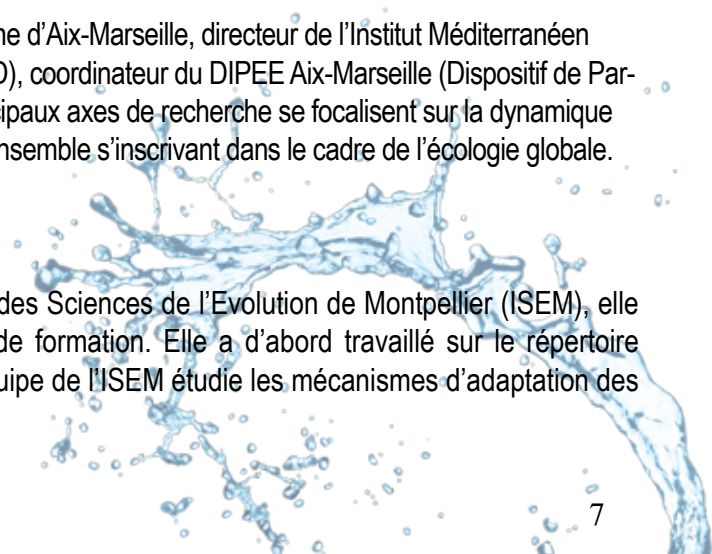 ne d’Aix-Marseille, directeur de l’Institut Méditerranéen
), coordinateur du DIPEE Aix-Marseille (Dispositif de Par-
cipaux axes de recherche se focalisent sur la dynamique
nsemble s’inscrivant dans le cadre de l’écologie globale.
des Sciences de l’Evolution de Montpellier (ISEM), elle
de formation. Elle a d’abord travaillé sur le répertoire
uipe de l’ISEM étudie les mécanismes d’adaptation des
7